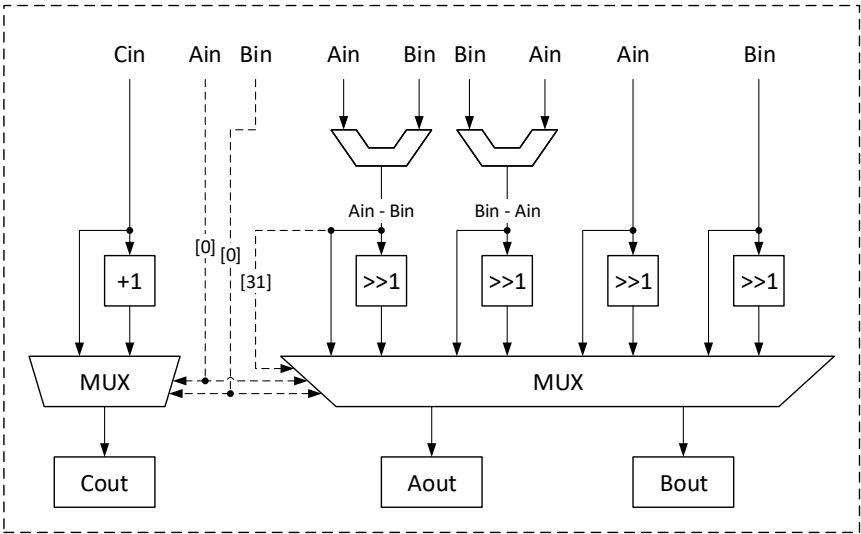 Cin Ain Bin Ain Bin Bin Ain Ain Bin
Ain - Bin Bin - Ain
[0] [0]
[31]
+1 >>1 >>1 >>1 >>1
MUX MUX
Cout Aout Bout